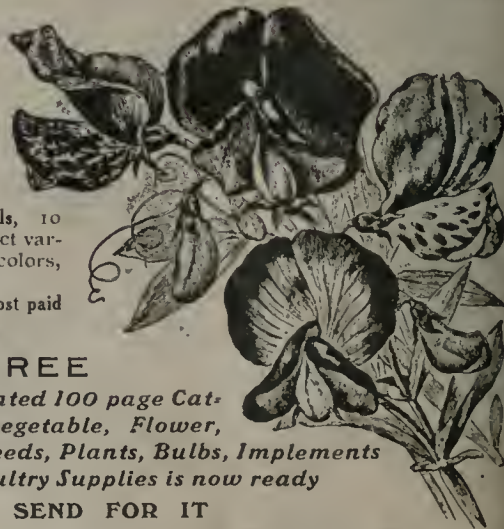 ls, 10
ct var-
colors,
ost paid
REE
ated 100 page Cat-
egetable, Flower,
eeds, Plants, Bulbs, Implements
ultry Supplies is now ready
SEND FOR IT